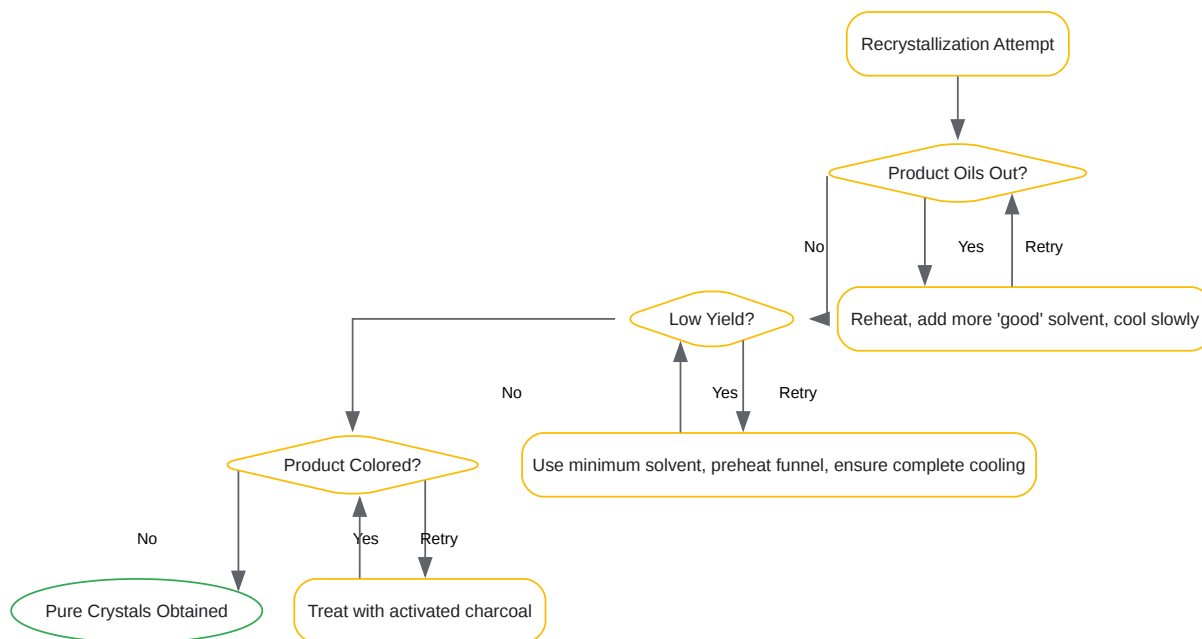 Recrystallization Attempt
Product Oils Out?
No
Yes
Retry
Reheat, add more 'good' solvent, cool slowly
Low Yield?
No
Yes
Retry
Use minimum solvent, preheat funnel, ensure complete cooling
Product Colored?
No
Yes
Retry
Pure Crystals Obtained
Treat with activated charcoal